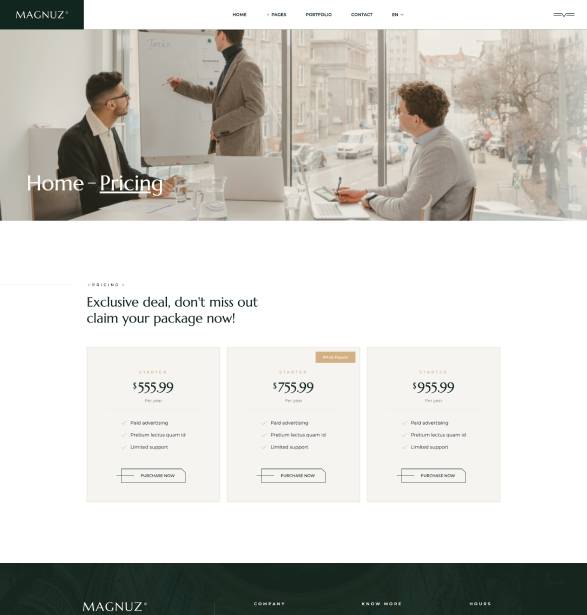 MAGNUZ®
HOME
PAGES
PORTFOLIO
CONTACT
EN
Home – Pricing
PRICING
Exclusive deal, don't miss out
claim your package now!
STARTER
$555.99
Per year
Paid advertising
Pretium lectus quam id
Limited support
PURCHASE NOW
STARTER
$755.99
Per year
Paid advertising
Pretium lectus quam id
Limited support
PURCHASE NOW
STARTER
$955.99
Per year
Paid advertising
Pretium lectus quam id
Limited support
PURCHASE NOW
MAGNUZ®
COMPANY
KNOW MORE
HOURS